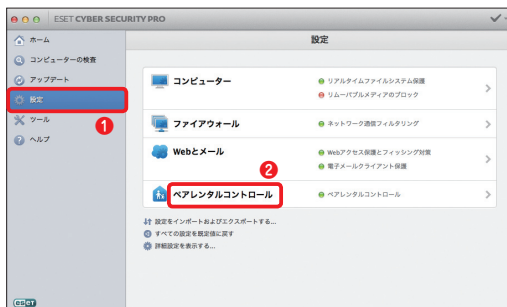 ESET CYBER SECURITY PRO
ホーム
コンピューターの検査
アップデート
設定
ツール
ヘルプ
❶
設定
コンピューター
リアルタイムファイルシステム保護
リムーバブルメディアのブロック
ファイアウォール
ネットワーク通信フィルタリング
Webとメール
Webアクセス保護とフィッシング対策
電子メールクライアント保護
❷
ペアレンタルコントロール
ペアレンタルコントロール
設定をインポートおよびエクスポートする...
すべての設定を既定値に戻す
詳細設定を表示する...
eset